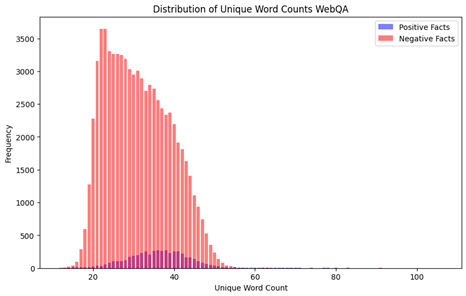 Distribution of Unique Word Counts WebQA
Positive Facts
Negative Facts
Frequency
3500
3000
2500
2000
1500
1000
500
0
20 40 60 80 100
Unique Word Count